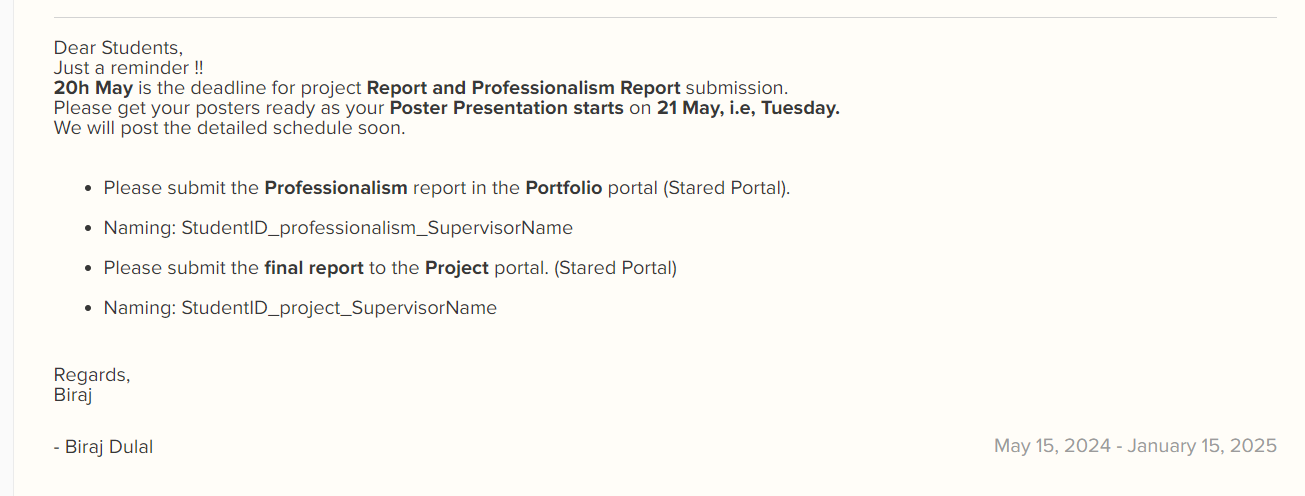 Dear Students,
Just a reminder !!
20h May is the deadline for project Report and Professionalism Report submission.
Please get your posters ready as your Poster Presentation starts on 21 May, i.e, Tuesday.
We will post the detailed schedule soon.
• Please submit the Professionalism report in the Portfolio portal (Stared Portal).
• Naming: StudentID_professionalism_SupervisorName
• Please submit the final report to the Project portal. (Stared Portal)
• Naming: StudentID_project_SupervisorName
Regards,
Biraj
- Biraj Dulal
May 15, 2024 - January 15, 2025